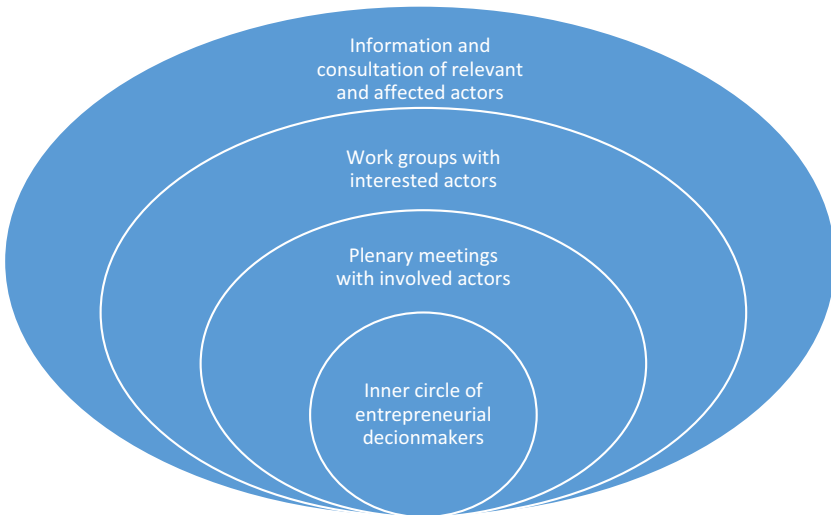 Information and
consultation of relevant
and affected actors
Work groups with
interested actors
Plenary meetings
with involved actors
Inner circle of
entrepreneurial
decionmakers